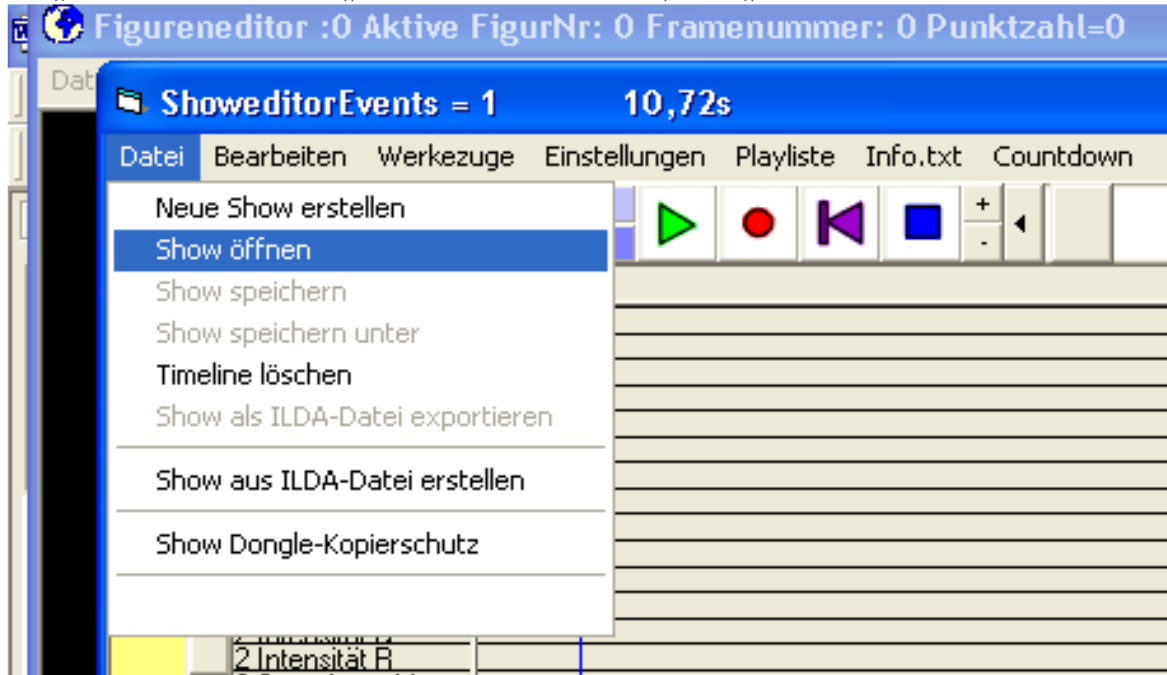 Figureneditor :0 Aktive FigurNr: 0 Framenummer: 0 Punktzahl=0
Dat
ShoweditorEvents = 1 10,72s
Datei Bearbeiten Werkezuge Einstellungen Playliste Info.txt Countdown
Neue Show erstellen
+
Show öffnen
-
Show speichern
Show speichern unter
Timeline löschen
Show als ILDA-Datei exportieren
Show aus ILDA-Datei erstellen
Show Dongle-Kopierschutz
2 Intensität R